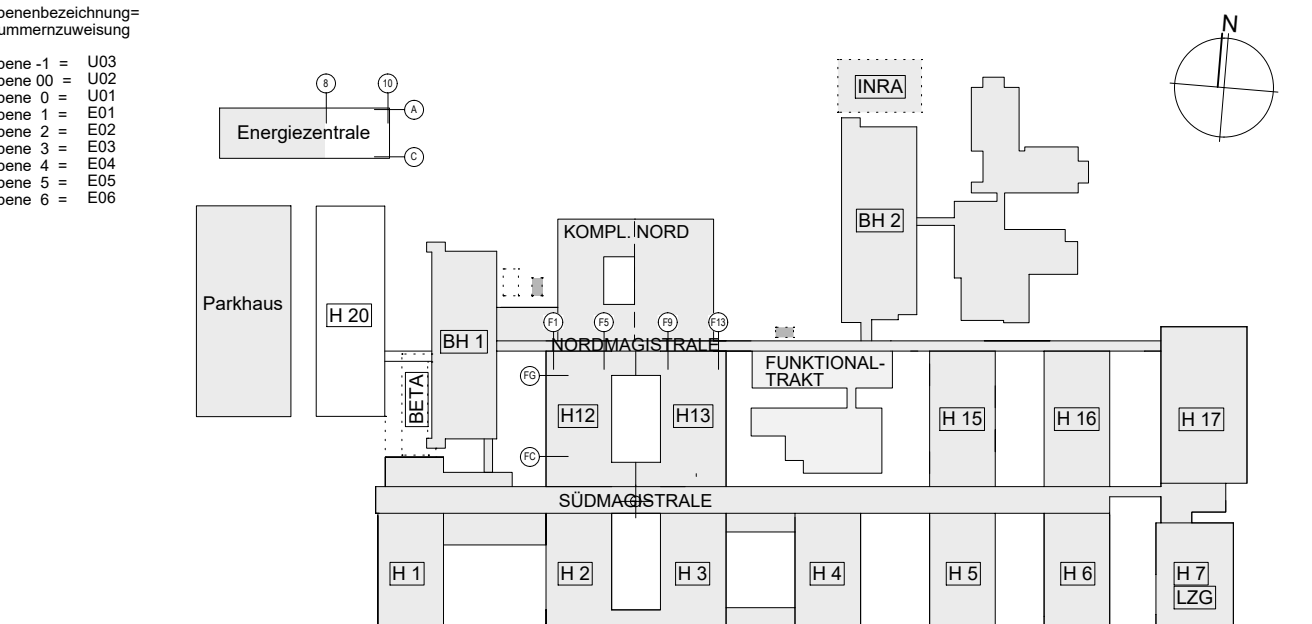 benenbezeichnung=
ummernzuweisung
bene -1 = U03
bene 00 = U02
bene 0 = U01
bene 1 = E01
bene 2 = E02
bene 3 = E03
bene 4 = E04
bene 5 = E05
bene 6 = E06
N
8
10
A
C
Energiezentrale
INRA
BH 2
KOMPL. NORD
Parkhaus
H 20
BH 1
F1
F5
F9
F13
NORDMAGISTRALE
FUNKTIONAL-
TRAKT
FG
BETA
H12
H13
H 15
H 16
H 17
FC
SÜDMAGISTRALE
H 1
H 2
H 3
H 4
H 5
H 6
H 7
LZG